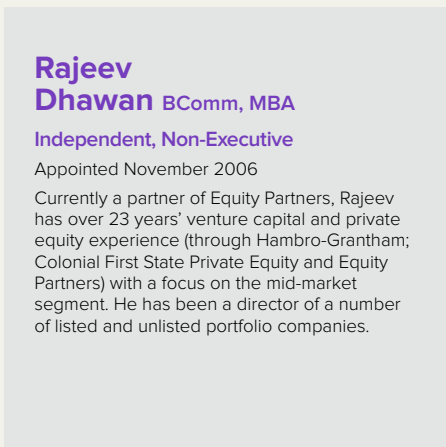 Rajeev
Dhawan BComm, MBA
Independent, Non-Executive
Appointed November 2006
Currently a partner of Equity Partners, Rajeev
has over 23 years’ venture capital and private
equity experience (through Hambro-Grantham;
Colonial First State Private Equity and Equity
Partners) with a focus on the mid-market
segment. He has been a director of a number
of listed and unlisted portfolio companies.